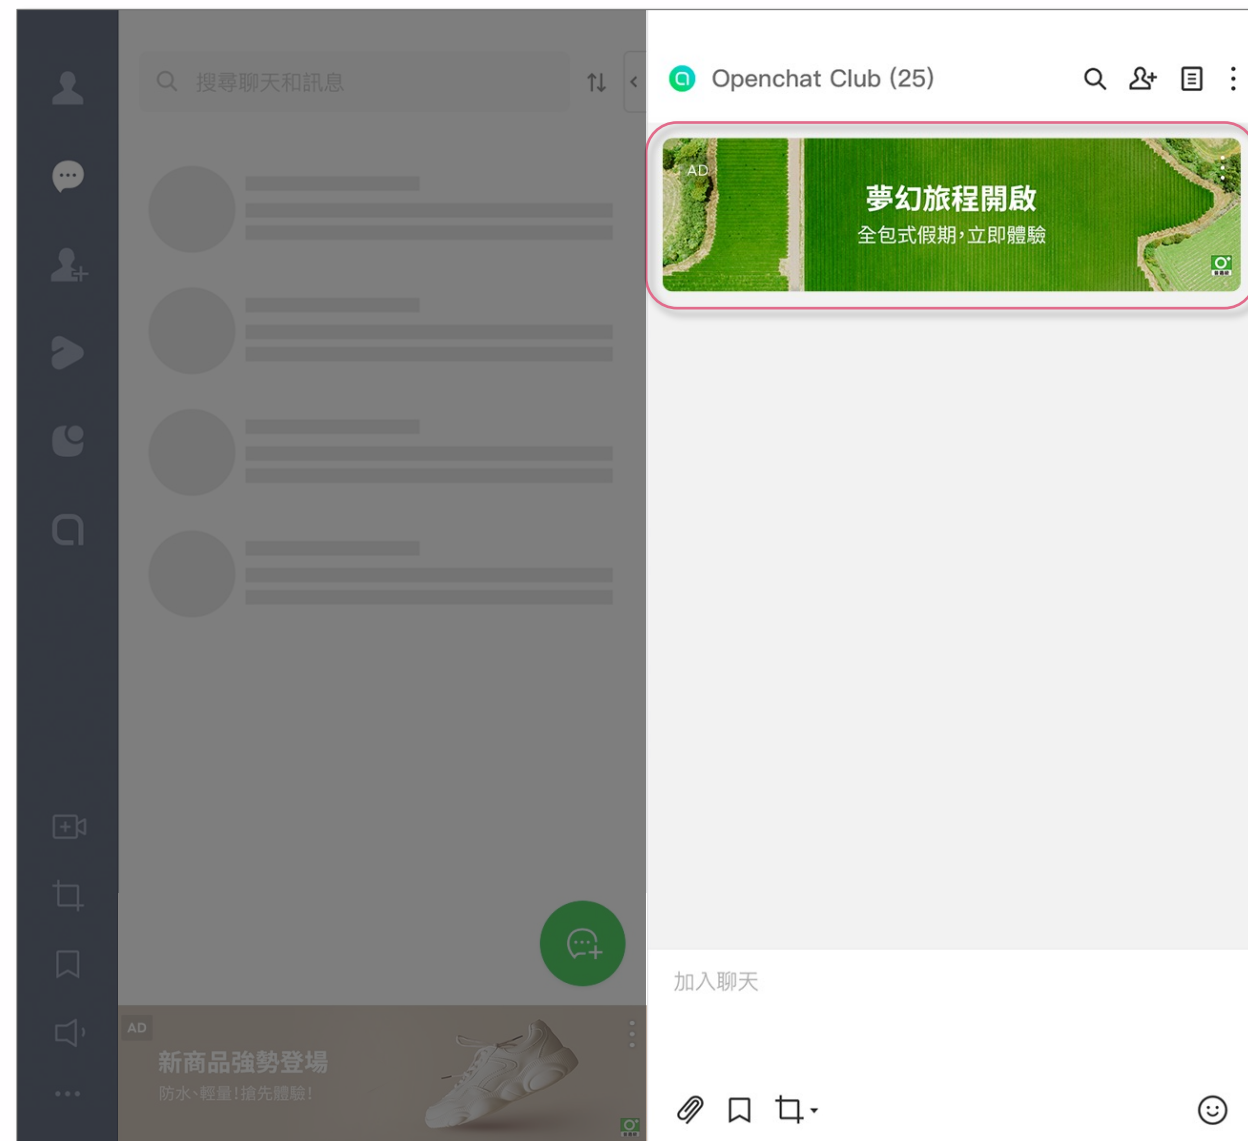 搜尋聊天和訊息
AD
新商品強勢登場
防水、輕量!搶先體驗!
Openchat Club (25)
AD
夢幻旅程開啟
全包式假期,立即體驗
加入聊天